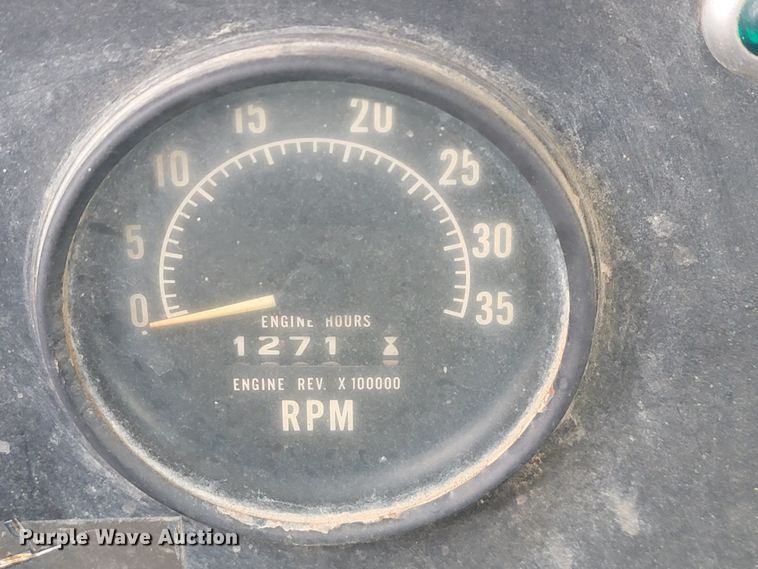 15 20
10 25
5 30
0 35
ENGINE HOURS
1271
ENGINE REV. X 100000
RPM
Purple Wave Auction